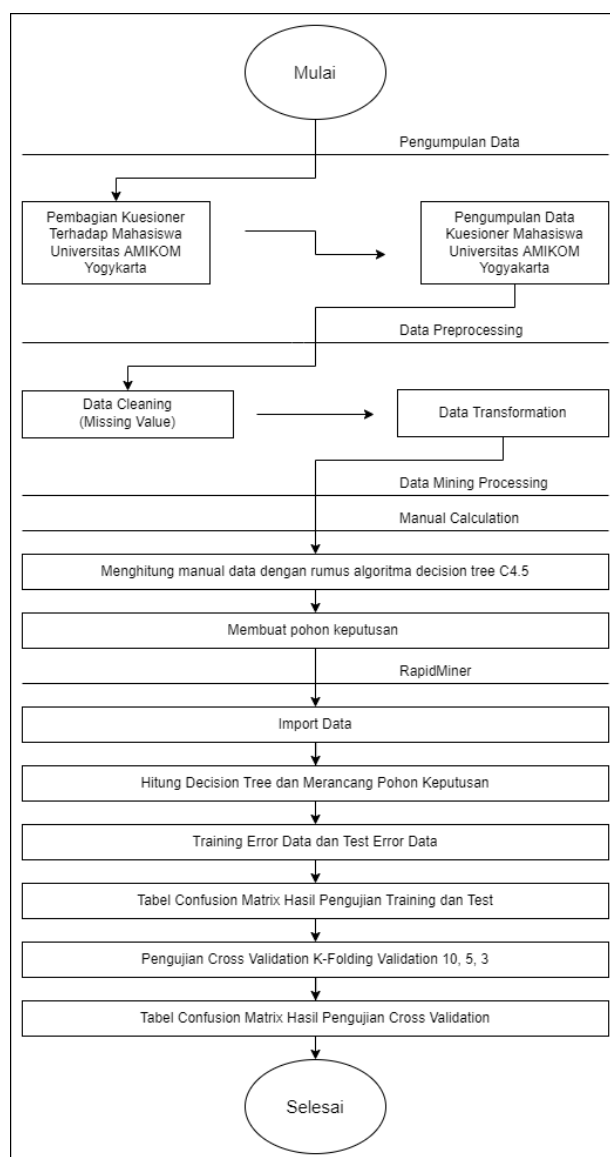 Mulai
Pengumpulan Data
Pembagian Kuesioner
Terhadap Mahasiswa
Universitas AMIKOM
Yogykarta
Pengumpulan Data
Kuesioner Mahasiswa
Universitas AMIKOM
Yogyakarta
Data Preprocessing
Data Cleaning
(Missing Value)
Data Transformation
Data Mining Processing
Manual Calculation
Menghitung manual data dengan rumus algoritma decision tree C4.5
Membuat pohon keputusan
RapidMiner
Import Data
Hitung Decision Tree dan Merancang Pohon Keputusan
Training Error Data dan Test Error Data
Tabel Confusion Matrix Hasil Pengujian Training dan Test
Pengujian Cross Validation K-Folding Validation 10, 5, 3
Tabel Confusion Matrix Hasil Pengujian Cross Validation
Selesai